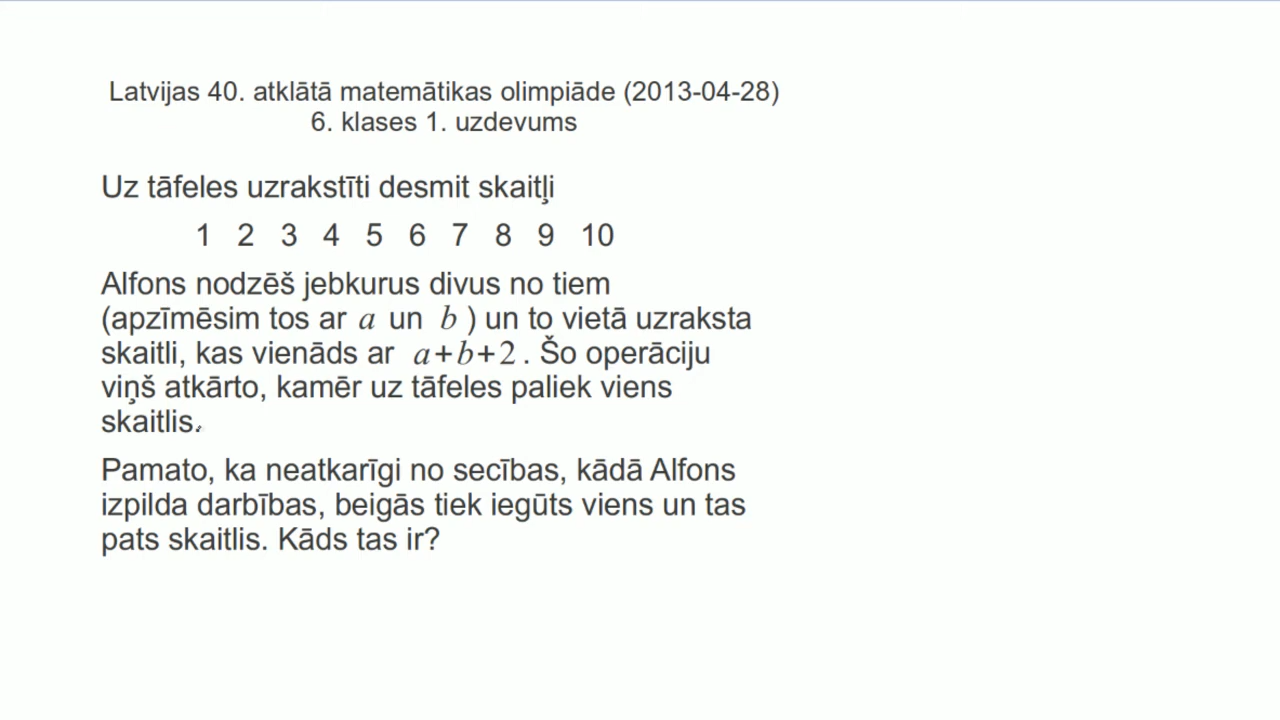 Latvijas 40. atklātā matemātikas olimpiāde (2013-04-28)
6. klases 1. uzdevums
Uz tāfeles uzrakstīti desmit skaitļi
1 2 3 4 5 6 7 8 9 10
Alfons nodzēš jebkurus divus no tiem
(apzīmēsim tos ar a un b ) un to vietā uzraksta
skaitli, kas vienāds ar a+b+2. Šo operāciju
viņš atkārto, kamēr uz tāfeles paliek viens
skaitlis.
Pamato, ka neatkarīgi no secības, kādā Alfons
izpilda darbības, beigās tiek iegūts viens un tas
pats skaitlis. Kāds tas ir?